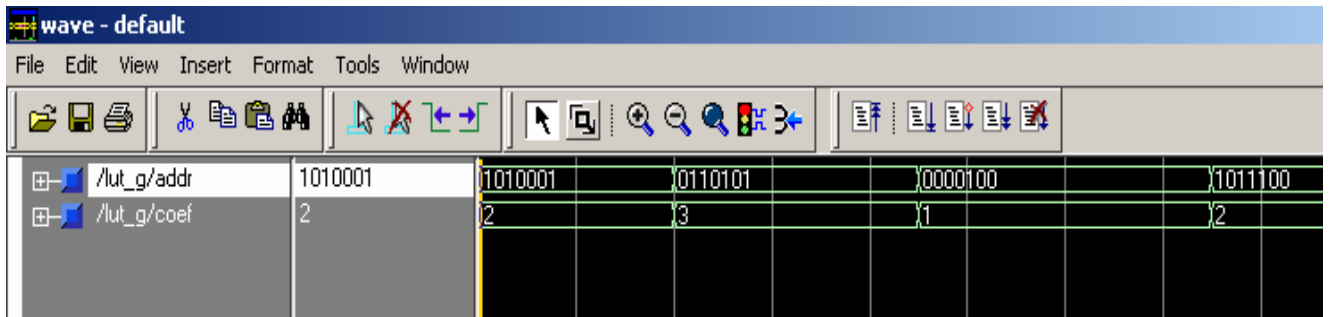 wave - default
File Edit View Insert Format Tools Window
/lut_g/addr 1010001 1010001 0110101 0000100 1011100
/lut_g/coef 2 2 3 1 2